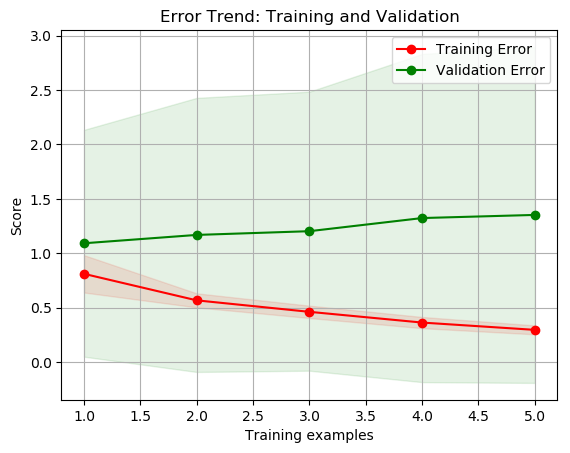 Error Trend: Training and Validation
Training Error
Validation Error
3.0
2.5
2.0
1.5
1.0
0.5
0.0
Score
1.0 1.5 2.0 2.5 3.0 3.5 4.0 4.5 5.0
Training examples